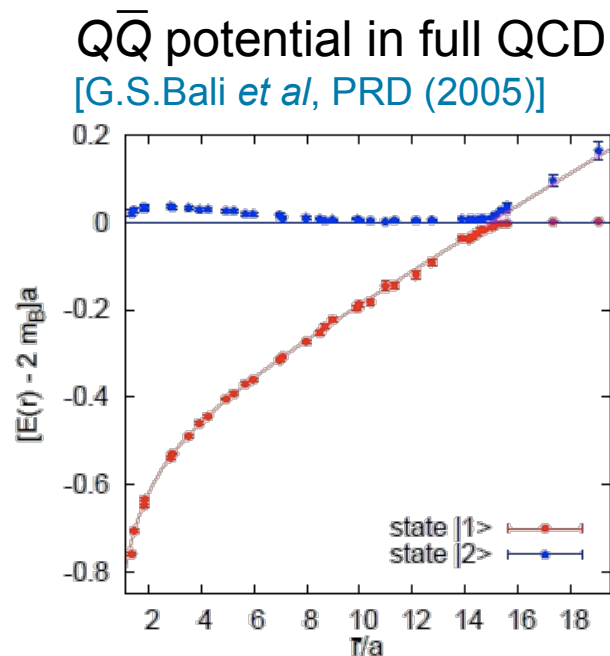 QQ̅ potential in full QCD
[G.S.Bali et al, PRD (2005)]
0.2
0
-0.2
-0.4
-0.6
-0.8
[E(r) - 2 m_B]a
state |1>
state |2>
2 4 6 8 10 12 14 16 18
r̅/a